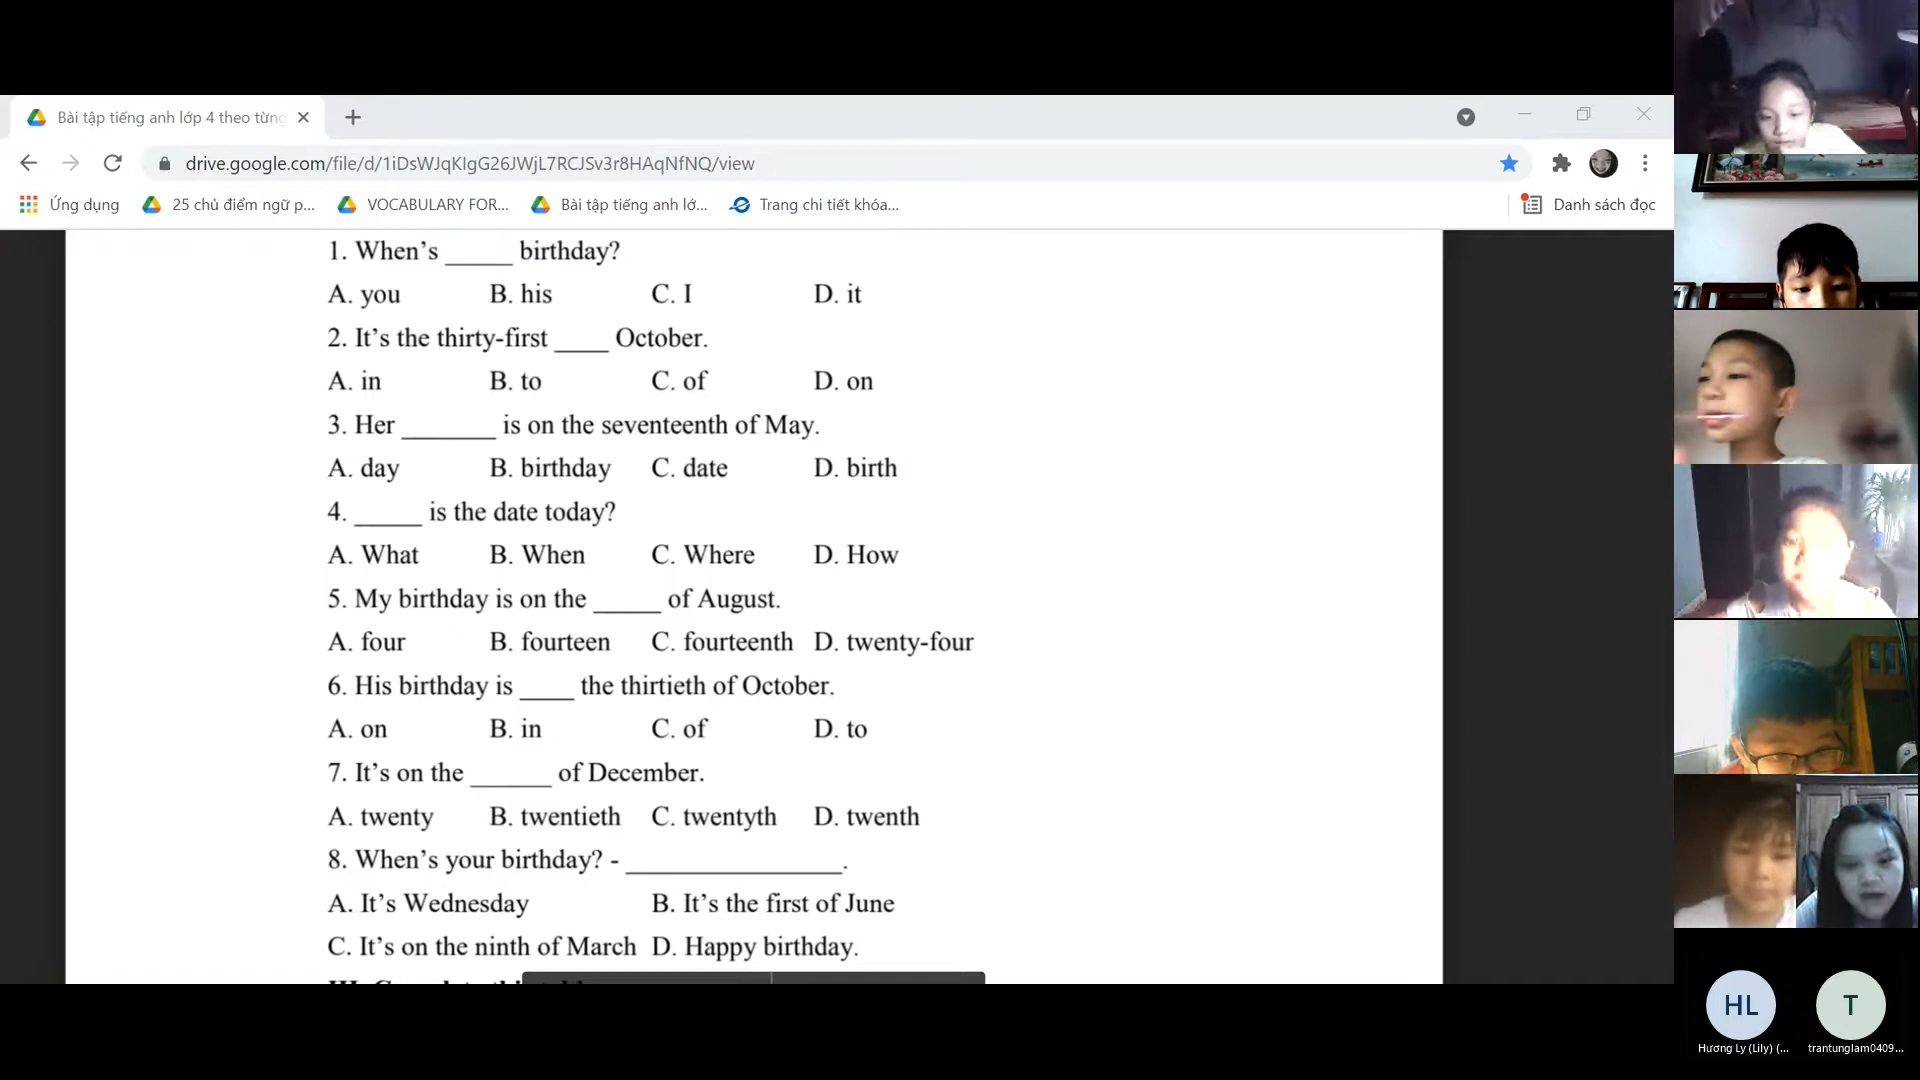 Bài tập tiếng anh lớp 4 theo từng
drive.google.com/file/d/1iDsWJqKIgG26JWjL7RCJSv3r8HAqNfNQ/view
Ứng dụng 25 chủ điểm ngữ p... VOCABULARY FOR... Bài tập tiếng anh lớ... Trang chi tiết khóa... Danh sách đọc
1. When's _____ birthday?
A. you B. his C. I D. it
2. It's the thirty-first ____ October.
A. in B. to C. of D. on
3. Her _______ is on the seventeenth of May.
A. day B. birthday C. date D. birth
4. _____ is the date today?
A. What B. When C. Where D. How
5. My birthday is on the _____ of August.
A. four B. fourteen C. fourteenth D. twenty-four
6. His birthday is ____ the thirtieth of October.
A. on B. in C. of D. to
7. It's on the ______ of December.
A. twenty B. twentieth C. twentyth D. twenth
8. When's your birthday? - ________________.
A. It's Wednesday B. It's the first of June
C. It's on the ninth of March D. Happy birthday.
HL T
Hương Ly (Lily) (... trantunglam0409...